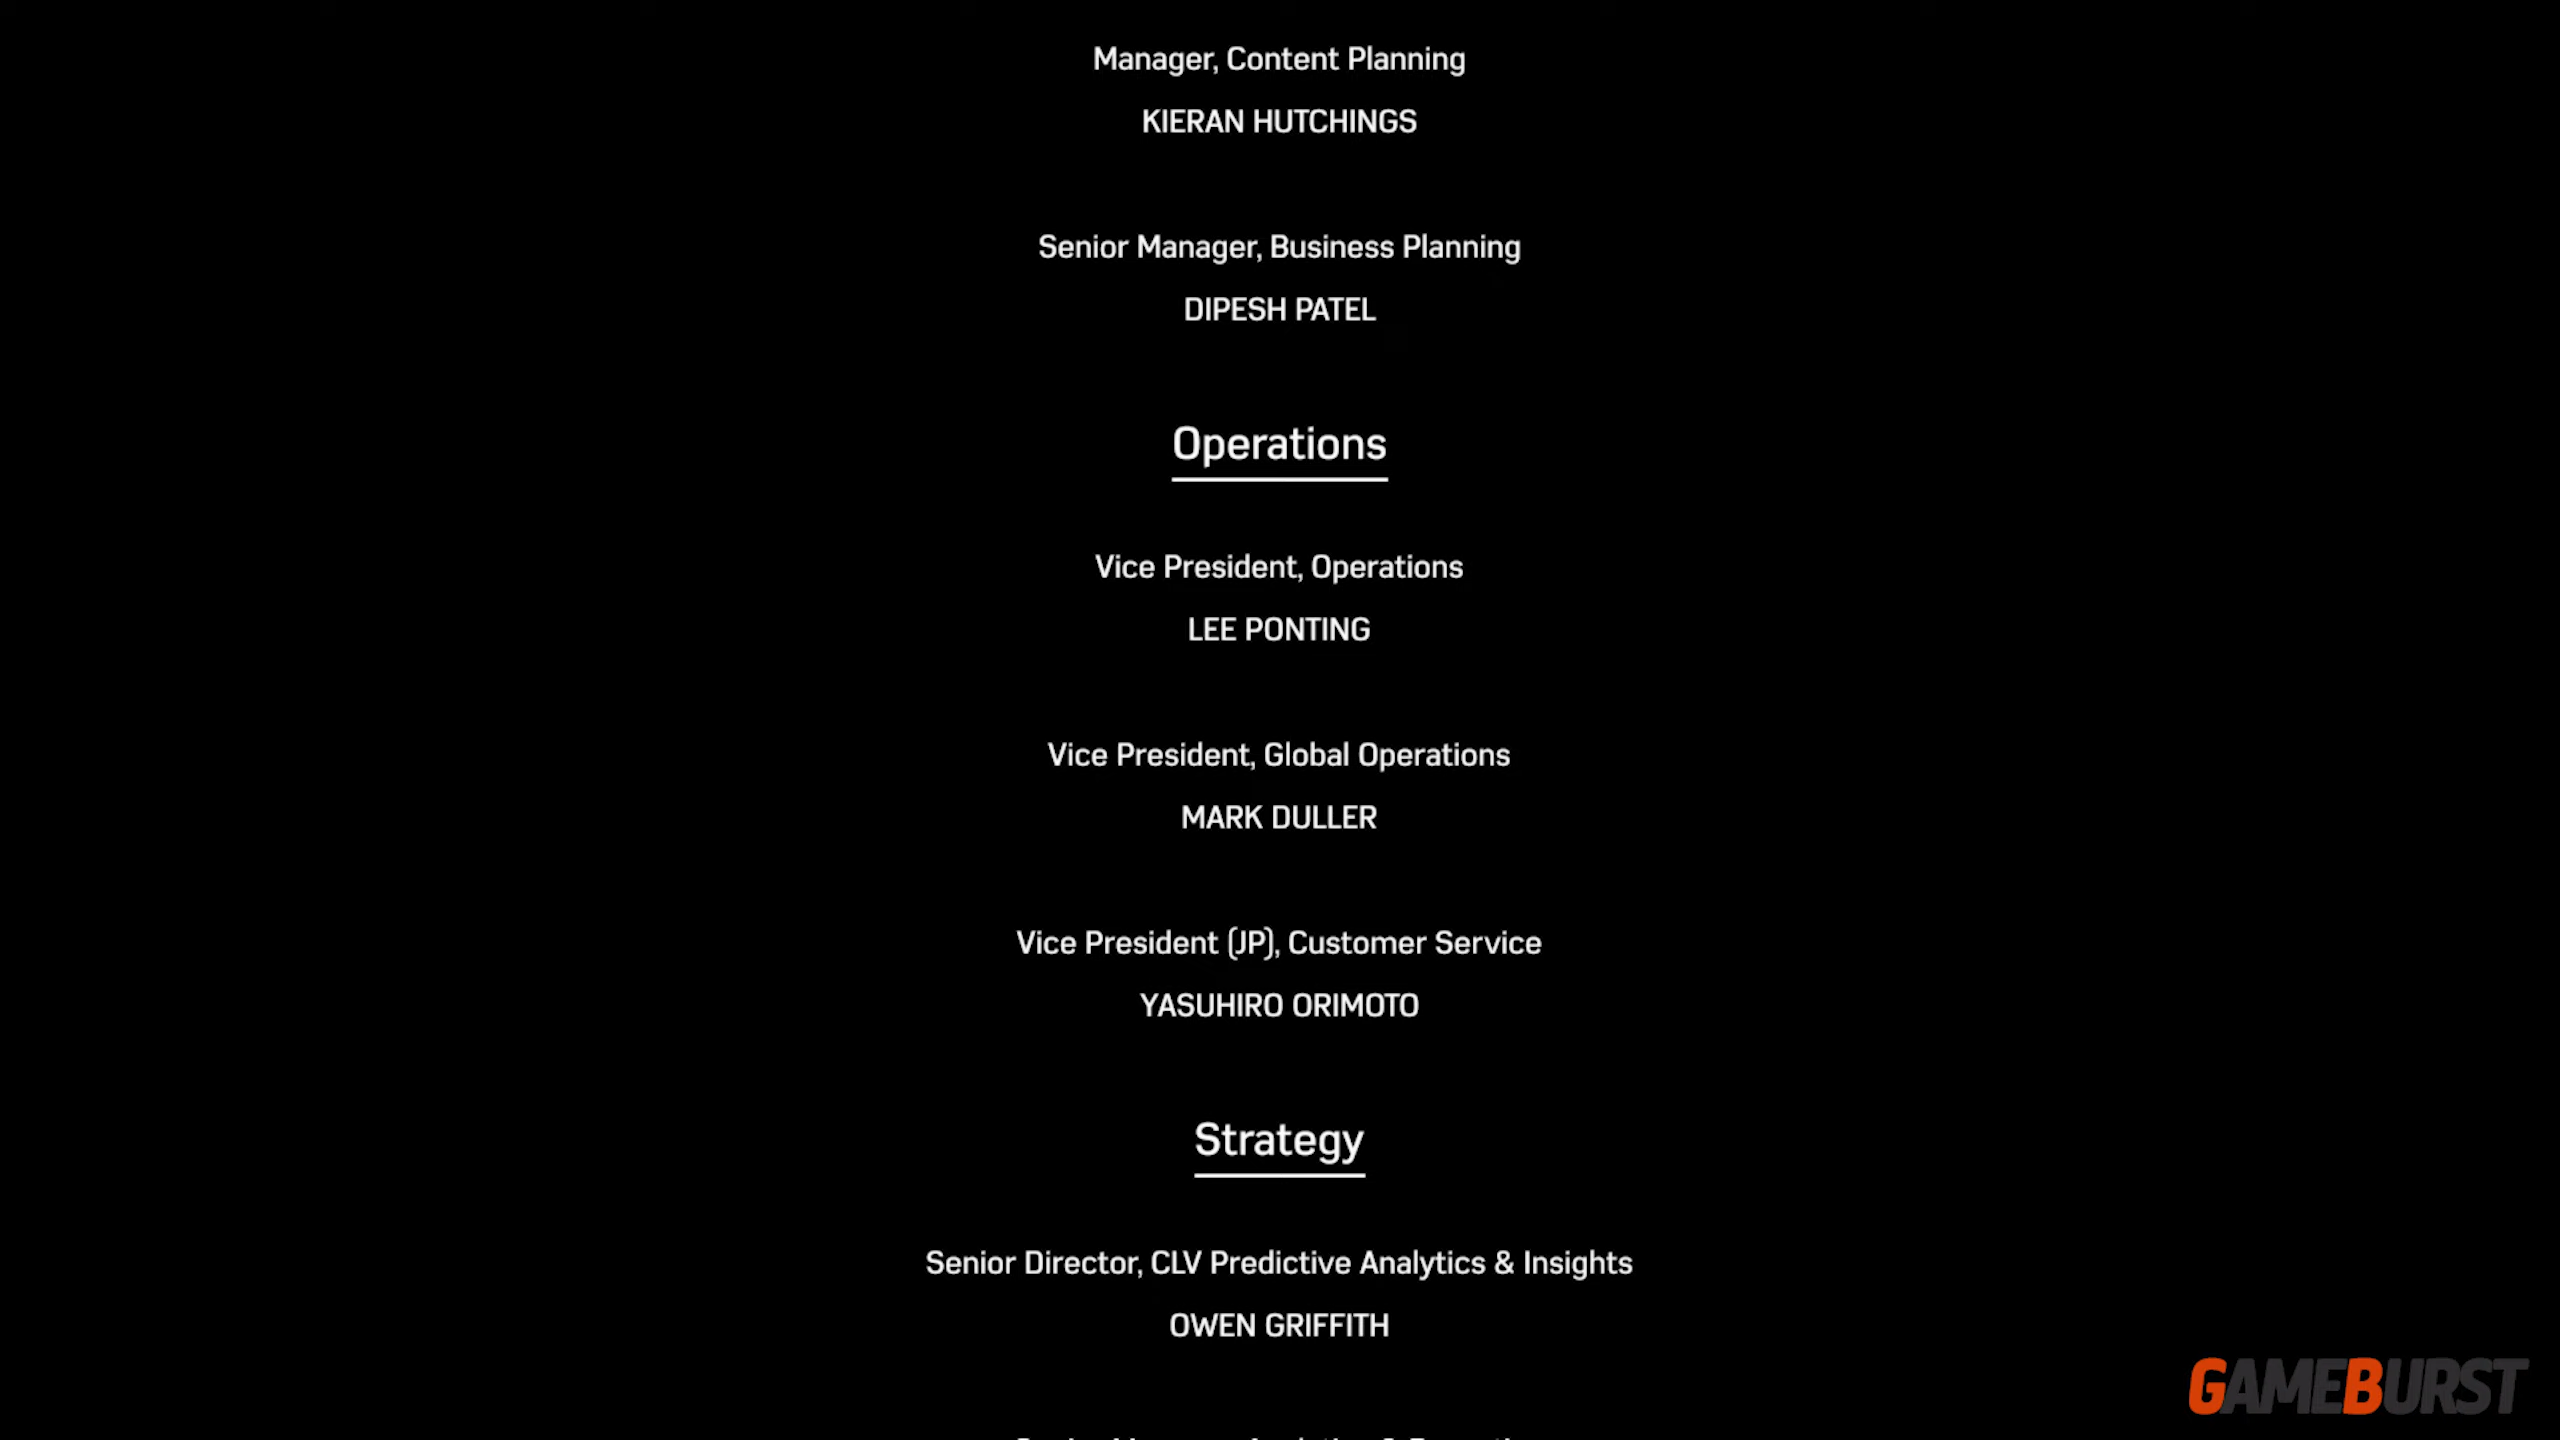 Manager, Content Planning
KIERAN HUTCHINGS
Senior Manager, Business Planning
DIPESH PATEL
Operations
Vice President, Operations
LEE PONTING
Vice President, Global Operations
MARK DULLER
Vice President (JP), Customer Service
YASUHIRO ORIMOTO
Strategy
Senior Director, CLV Predictive Analytics & Insights
OWEN GRIFFITH
GAMEBURST